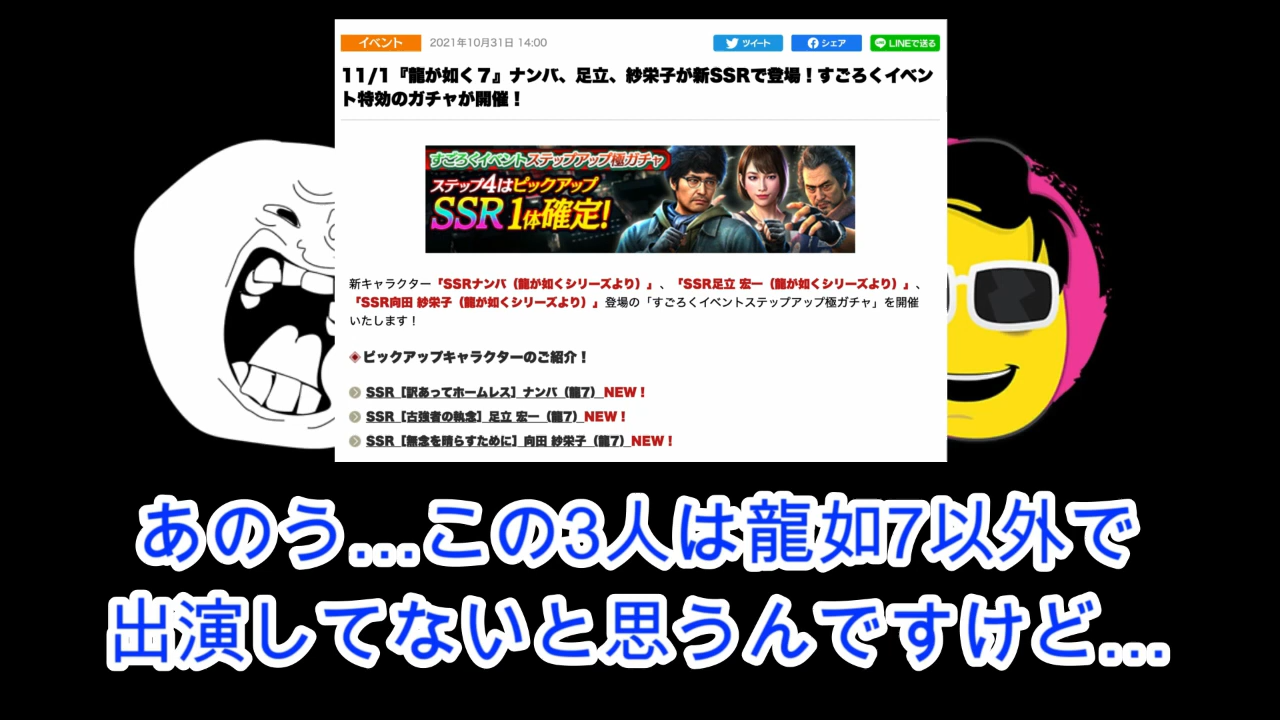 イベント 2021年10月31日 14:00 ツイート シェア LINEで送る
11/1『龍が如く7』ナンバ、足立、紗栄子が新SSRで登場！すごろくイベン
ト特効のガチャが開催！
すごろくイベントステップアップ極ガチャ
ステップ4はピックアップ
SSR1体確定!
新キャラクター『SSRナンバ（龍が如くシリーズより）』、『SSR足立 宏一（龍が如くシリーズより）』、
『SSR向田 紗栄子（龍が如くシリーズより）』登場の「すごろくイベントステップアップ極ガチャ」を開催
いたします！
ピックアップキャラクターのご紹介！
SSR［訳あってホームレス］ナンバ（龍7） NEW！
SSR［古強者の執念］足立 宏一（龍7） NEW！
SSR［無念を晴らすために］向田 紗栄子（龍7） NEW！
あのう...この3人は龍如7以外で
出演してないと思うんですけど...